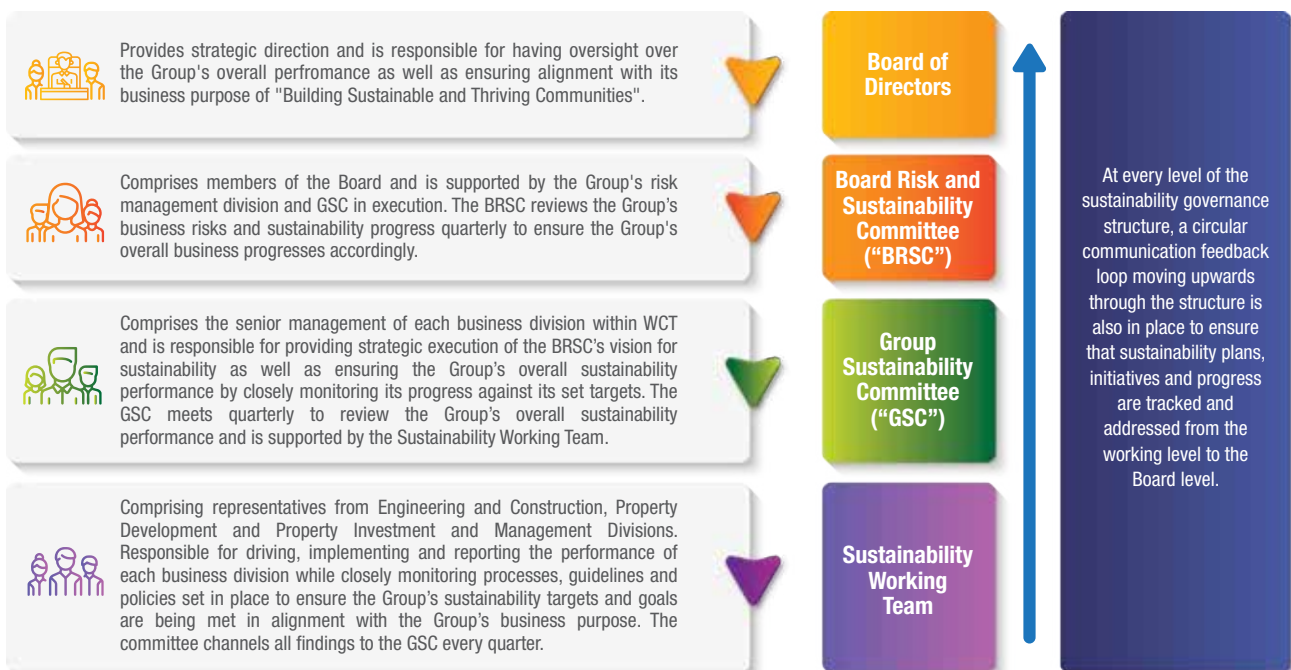 Provides strategic direction and is responsible for having oversight over
the Group's overall perfromance as well as ensuring alignment with its
business purpose of "Building Sustainable and Thriving Communities".
Board of
Directors
Comprises members of the Board and is supported by the Group's risk
management division and GSC in execution. The BRSC reviews the Group’s
business risks and sustainability progress quarterly to ensure the Group's
overall business progresses accordingly.
Board Risk and
Sustainability
Committee
(“BRSC”)
Comprises the senior management of each business division within WCT
and is responsible for providing strategic execution of the BRSC’s vision for
sustainability as well as ensuring the Group’s overall sustainability
performance by closely monitoring its progress against its set targets. The
GSC meets quarterly to review the Group’s overall sustainability
performance and is supported by the Sustainability Working Team.
Group
Sustainability
Committee
(“GSC”)
Comprising representatives from Engineering and Construction, Property
Development and Property Investment and Management Divisions.
Responsible for driving, implementing and reporting the performance of
each business division while closely monitoring processes, guidelines and
policies set in place to ensure the Group’s sustainability targets and goals
are being met in alignment with the Group’s business purpose. The
committee channels all findings to the GSC every quarter.
Sustainability
Working
Team
At every level of the
sustainability governance
structure, a circular
communication feedback
loop moving upwards
through the structure is
also in place to ensure
that sustainability plans,
initiatives and progress
are tracked and
addressed from the
working level to the
Board level.